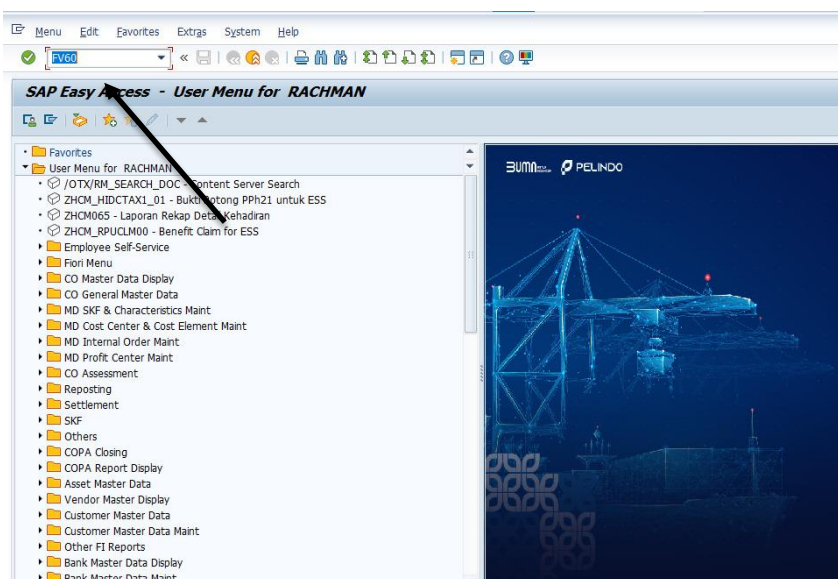 Menu Edit Favorites Extras System Help
FV60
SAP Easy Access - User Menu for RACHMAN
Favorites
User Menu for RACHMAN
/OTX/RM_SEARCH_DOC - Content Server Search
ZHCM_HIDCTAX1_01 - Bukti Potong PPh21 untuk ESS
ZHCM065 - Laporan Rekap Detail Kehadiran
ZHCM_RPUCLM00 - Benefit Claim for ESS
Employee Self-Service
Fiori Menu
CO Master Data Display
CO General Master Data
MD SKF & Characteristics Maint
MD Cost Center & Cost Element Maint
MD Internal Order Maint
MD Profit Center Maint
CO Assessment
Reposting
Settlement
SKF
Others
COPA Closing
COPA Report Display
Asset Master Data
Vendor Master Display
Customer Master Data
Customer Master Data Maint
Other FI Reports
Bank Master Data Display
Bank Master Data Maint
BUMN
PELINDO